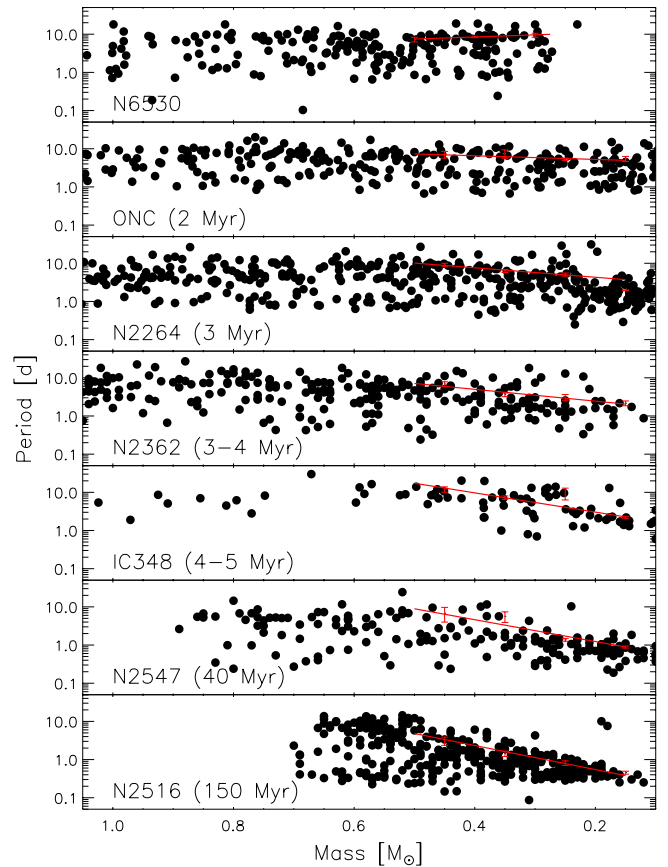 10.0
1.0
0.1
N6530
10.0
1.0
0.1
ONC (2 Myr)
10.0
1.0
0.1
N2264 (3 Myr)
10.0
1.0
0.1
N2362 (3-4 Myr)
10.0
1.0
0.1
IC348 (4-5 Myr)
10.0
1.0
0.1
N2547 (40 Myr)
10.0
1.0
0.1
N2516 (150 Myr)
Period [d]
1.0 0.8 0.6 0.4 0.2
Mass [M☉]